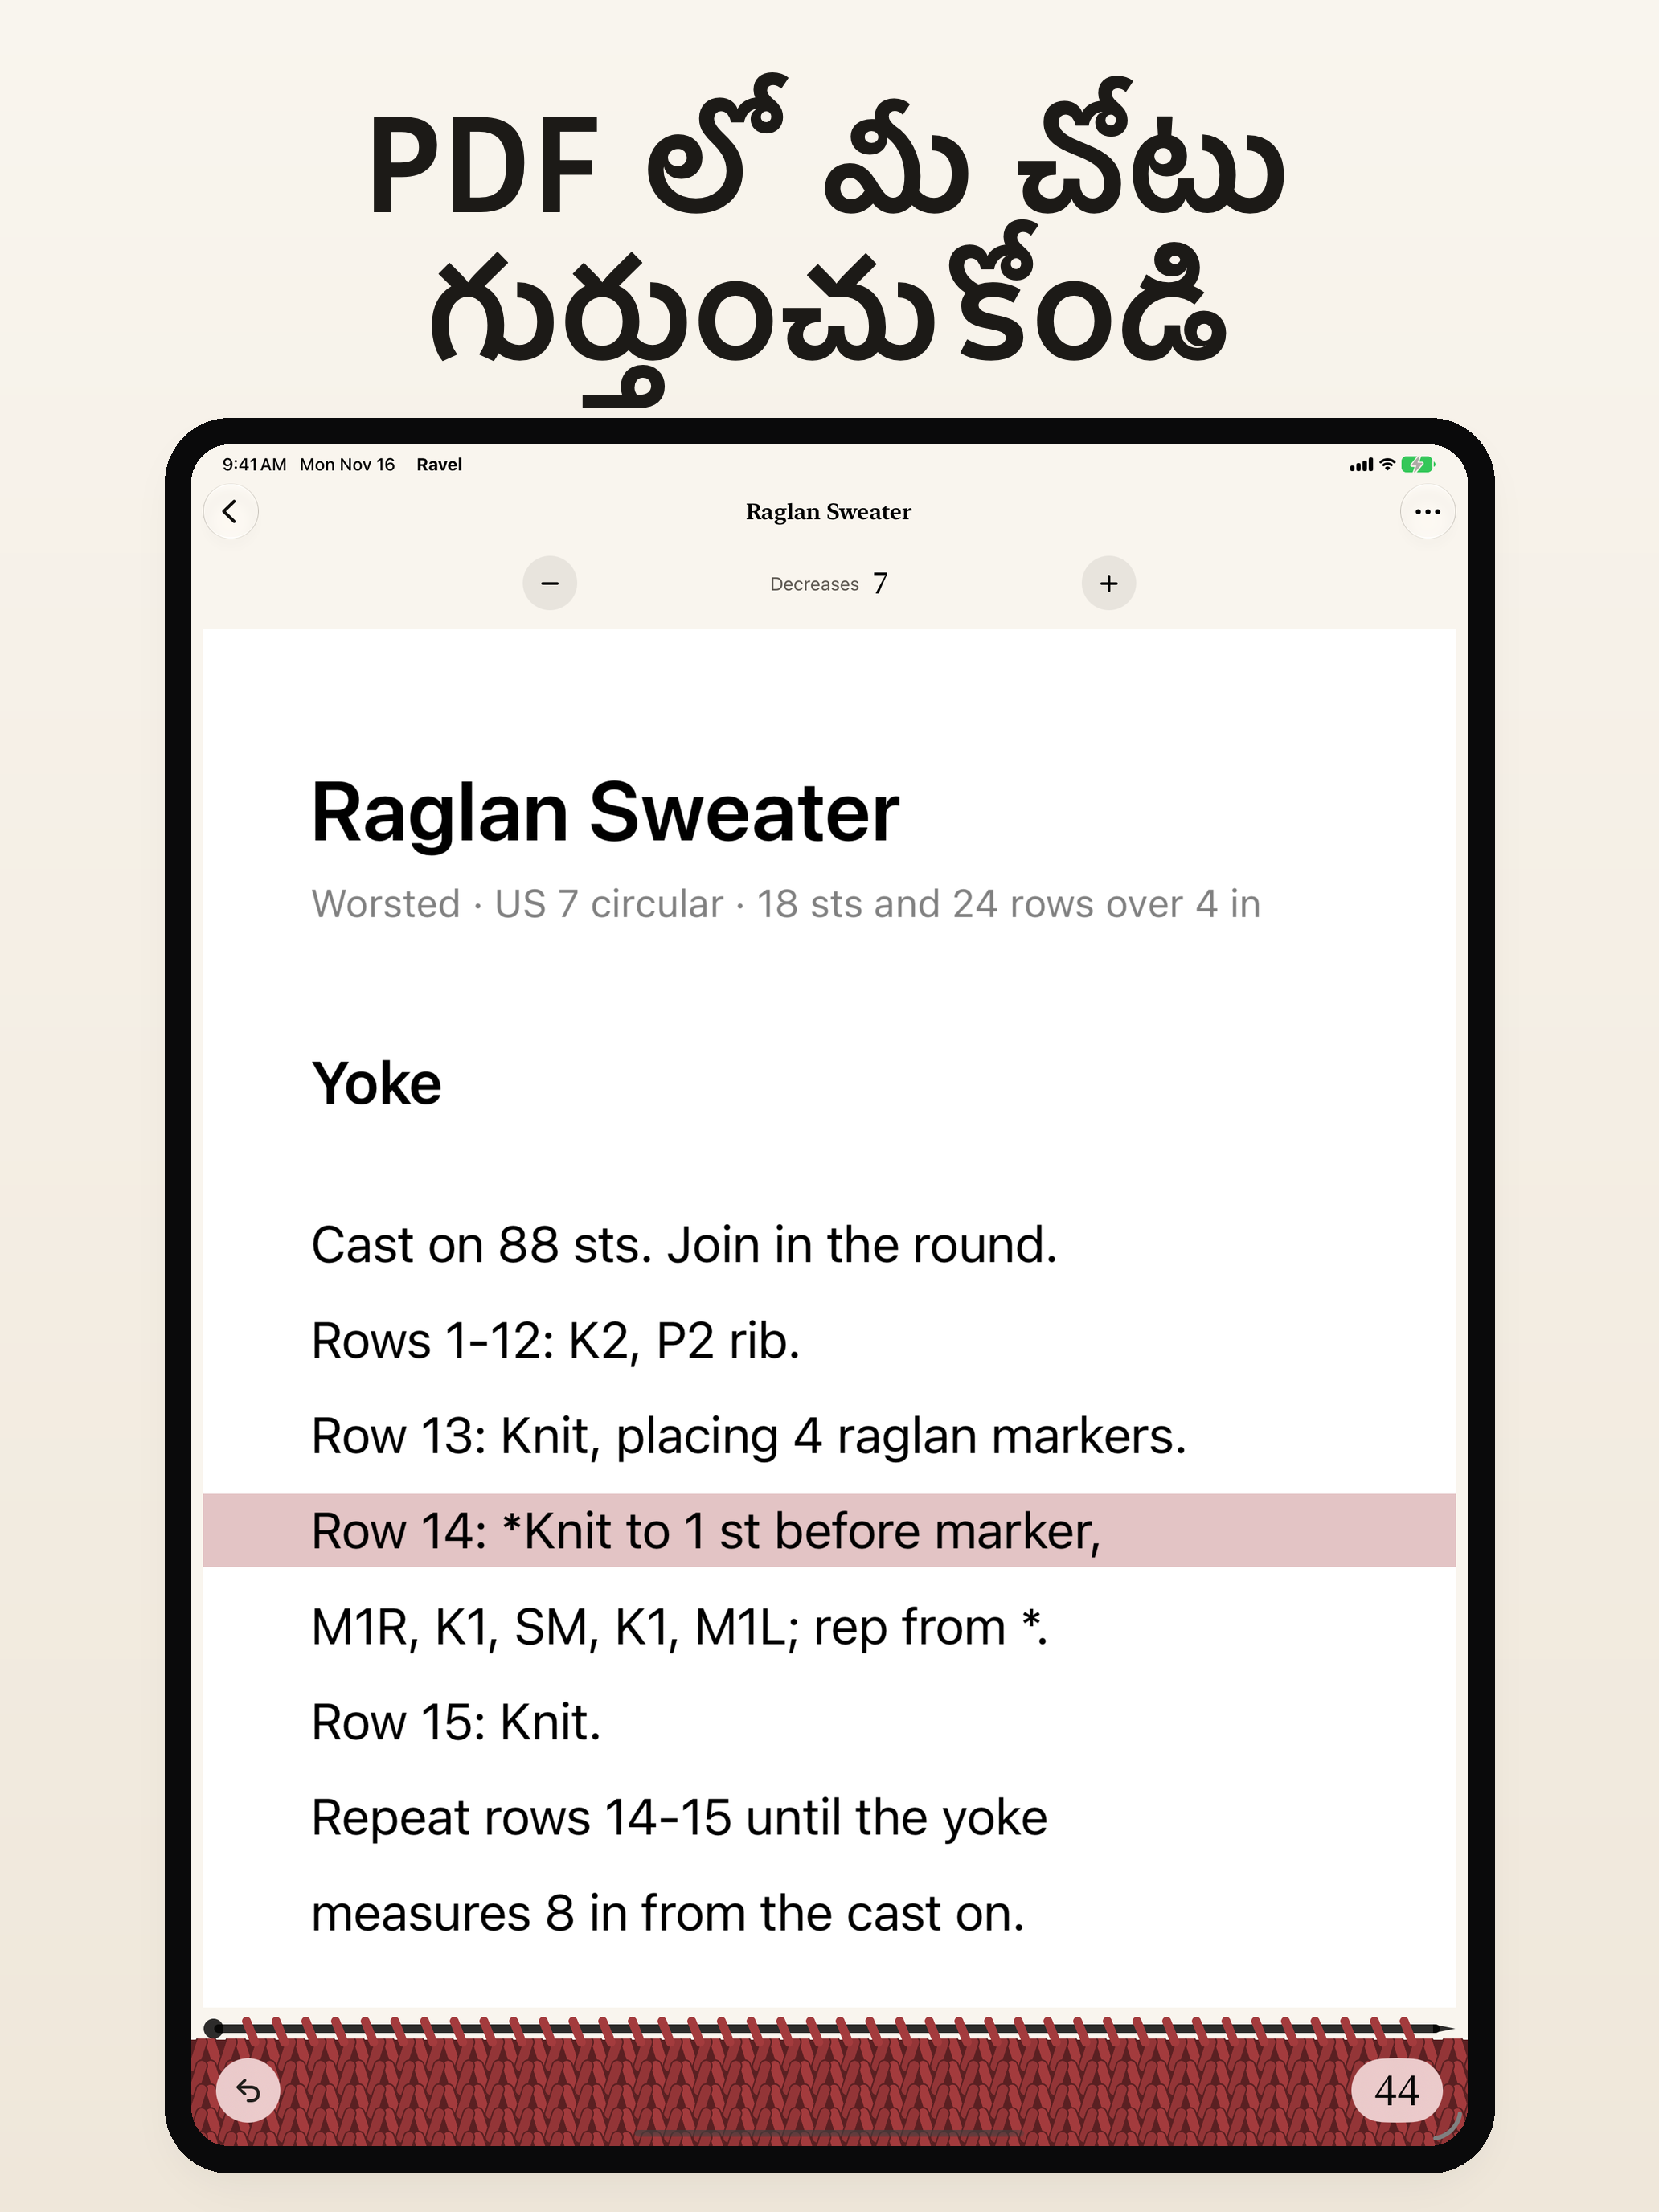 PDF లో మీ చోటు
గుర్తుంచుకోండి
9:41 AM Mon Nov 16 Ravel
Raglan Sweater
Decreases 7
Raglan Sweater
Worsted · US 7 circular · 18 sts and 24 rows over 4 in
Yoke
Cast on 88 sts. Join in the round.
Rows 1-12: K2, P2 rib.
Row 13: Knit, placing 4 raglan markers.
Row 14: *Knit to 1 st before marker,
M1R, K1, SM, K1, M1L; rep from *.
Row 15: Knit.
Repeat rows 14-15 until the yoke
measures 8 in from the cast on.
44